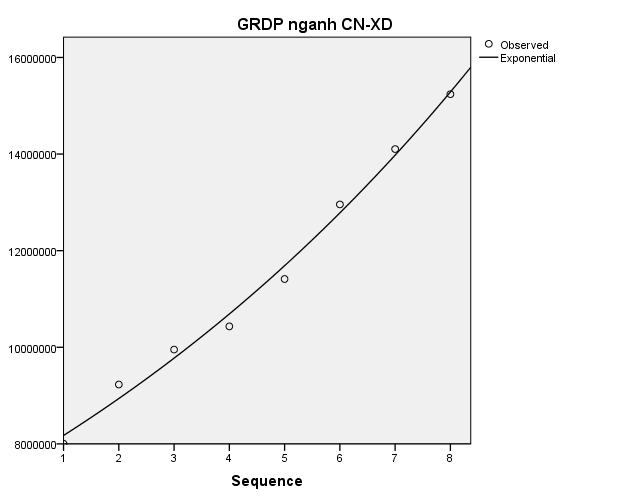 GRDP nganh CN-XD
Observed
Exponential
16000000
14000000
12000000
10000000
8000000
1 2 3 4 5 6 7 8
Sequence